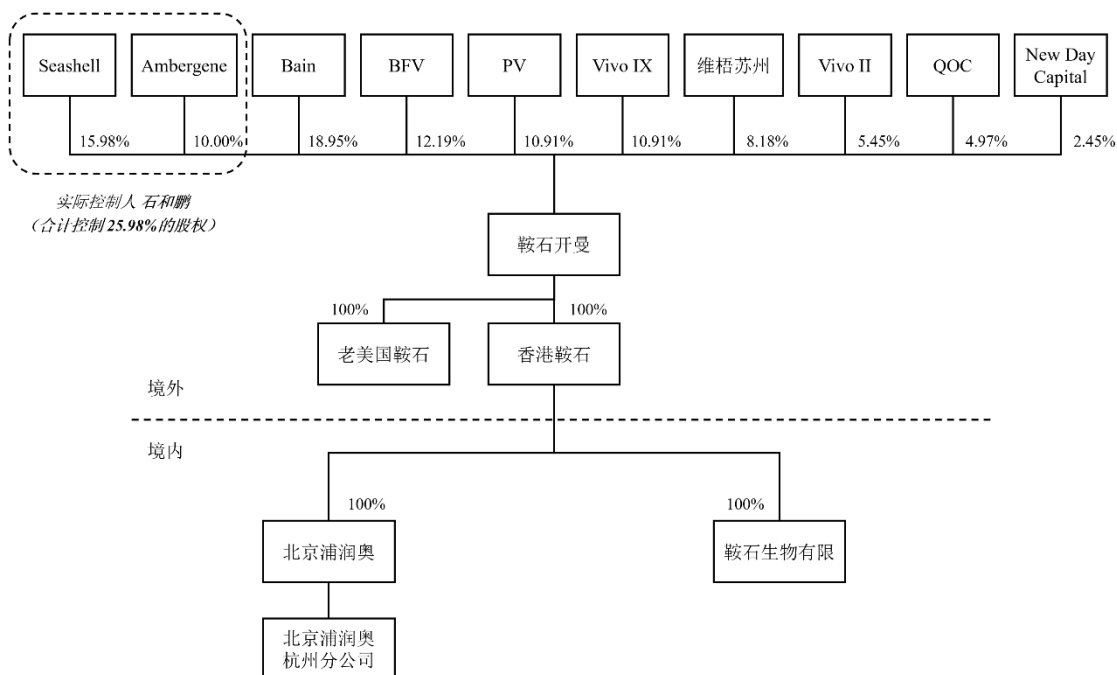 Seashell
Ambergene
Bain
BFV
PV
Vivo IX
维梧苏州
Vivo II
QOC
New Day
Capital
15.98%
10.00%
18.95%
12.19%
10.91%
10.91%
8.18%
5.45%
4.97%
2.45%
实际控制人 石和鹏
（合计控制 25.98%的股权）
鞍石开曼
100%
100%
老美国鞍石
香港鞍石
境外
境内
100%
100%
北京浦润奥
鞍石生物有限
北京浦润奥
杭州分公司